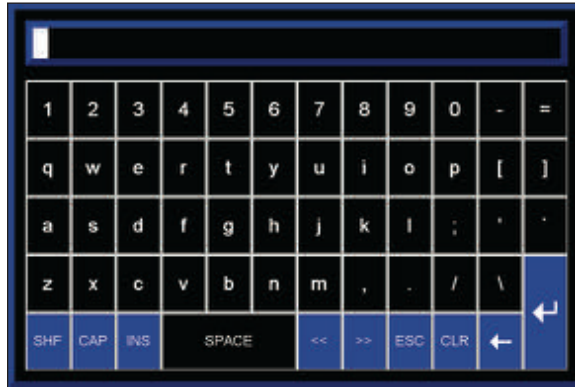 1 2 3 4 5 6 7 8 9 0 - =
q w e r t y u i o p [ ]
a s d f g h j k l ; '
z x c v b n m , . / \
SHF CAP INS SPACE << >> ESC CLR ←